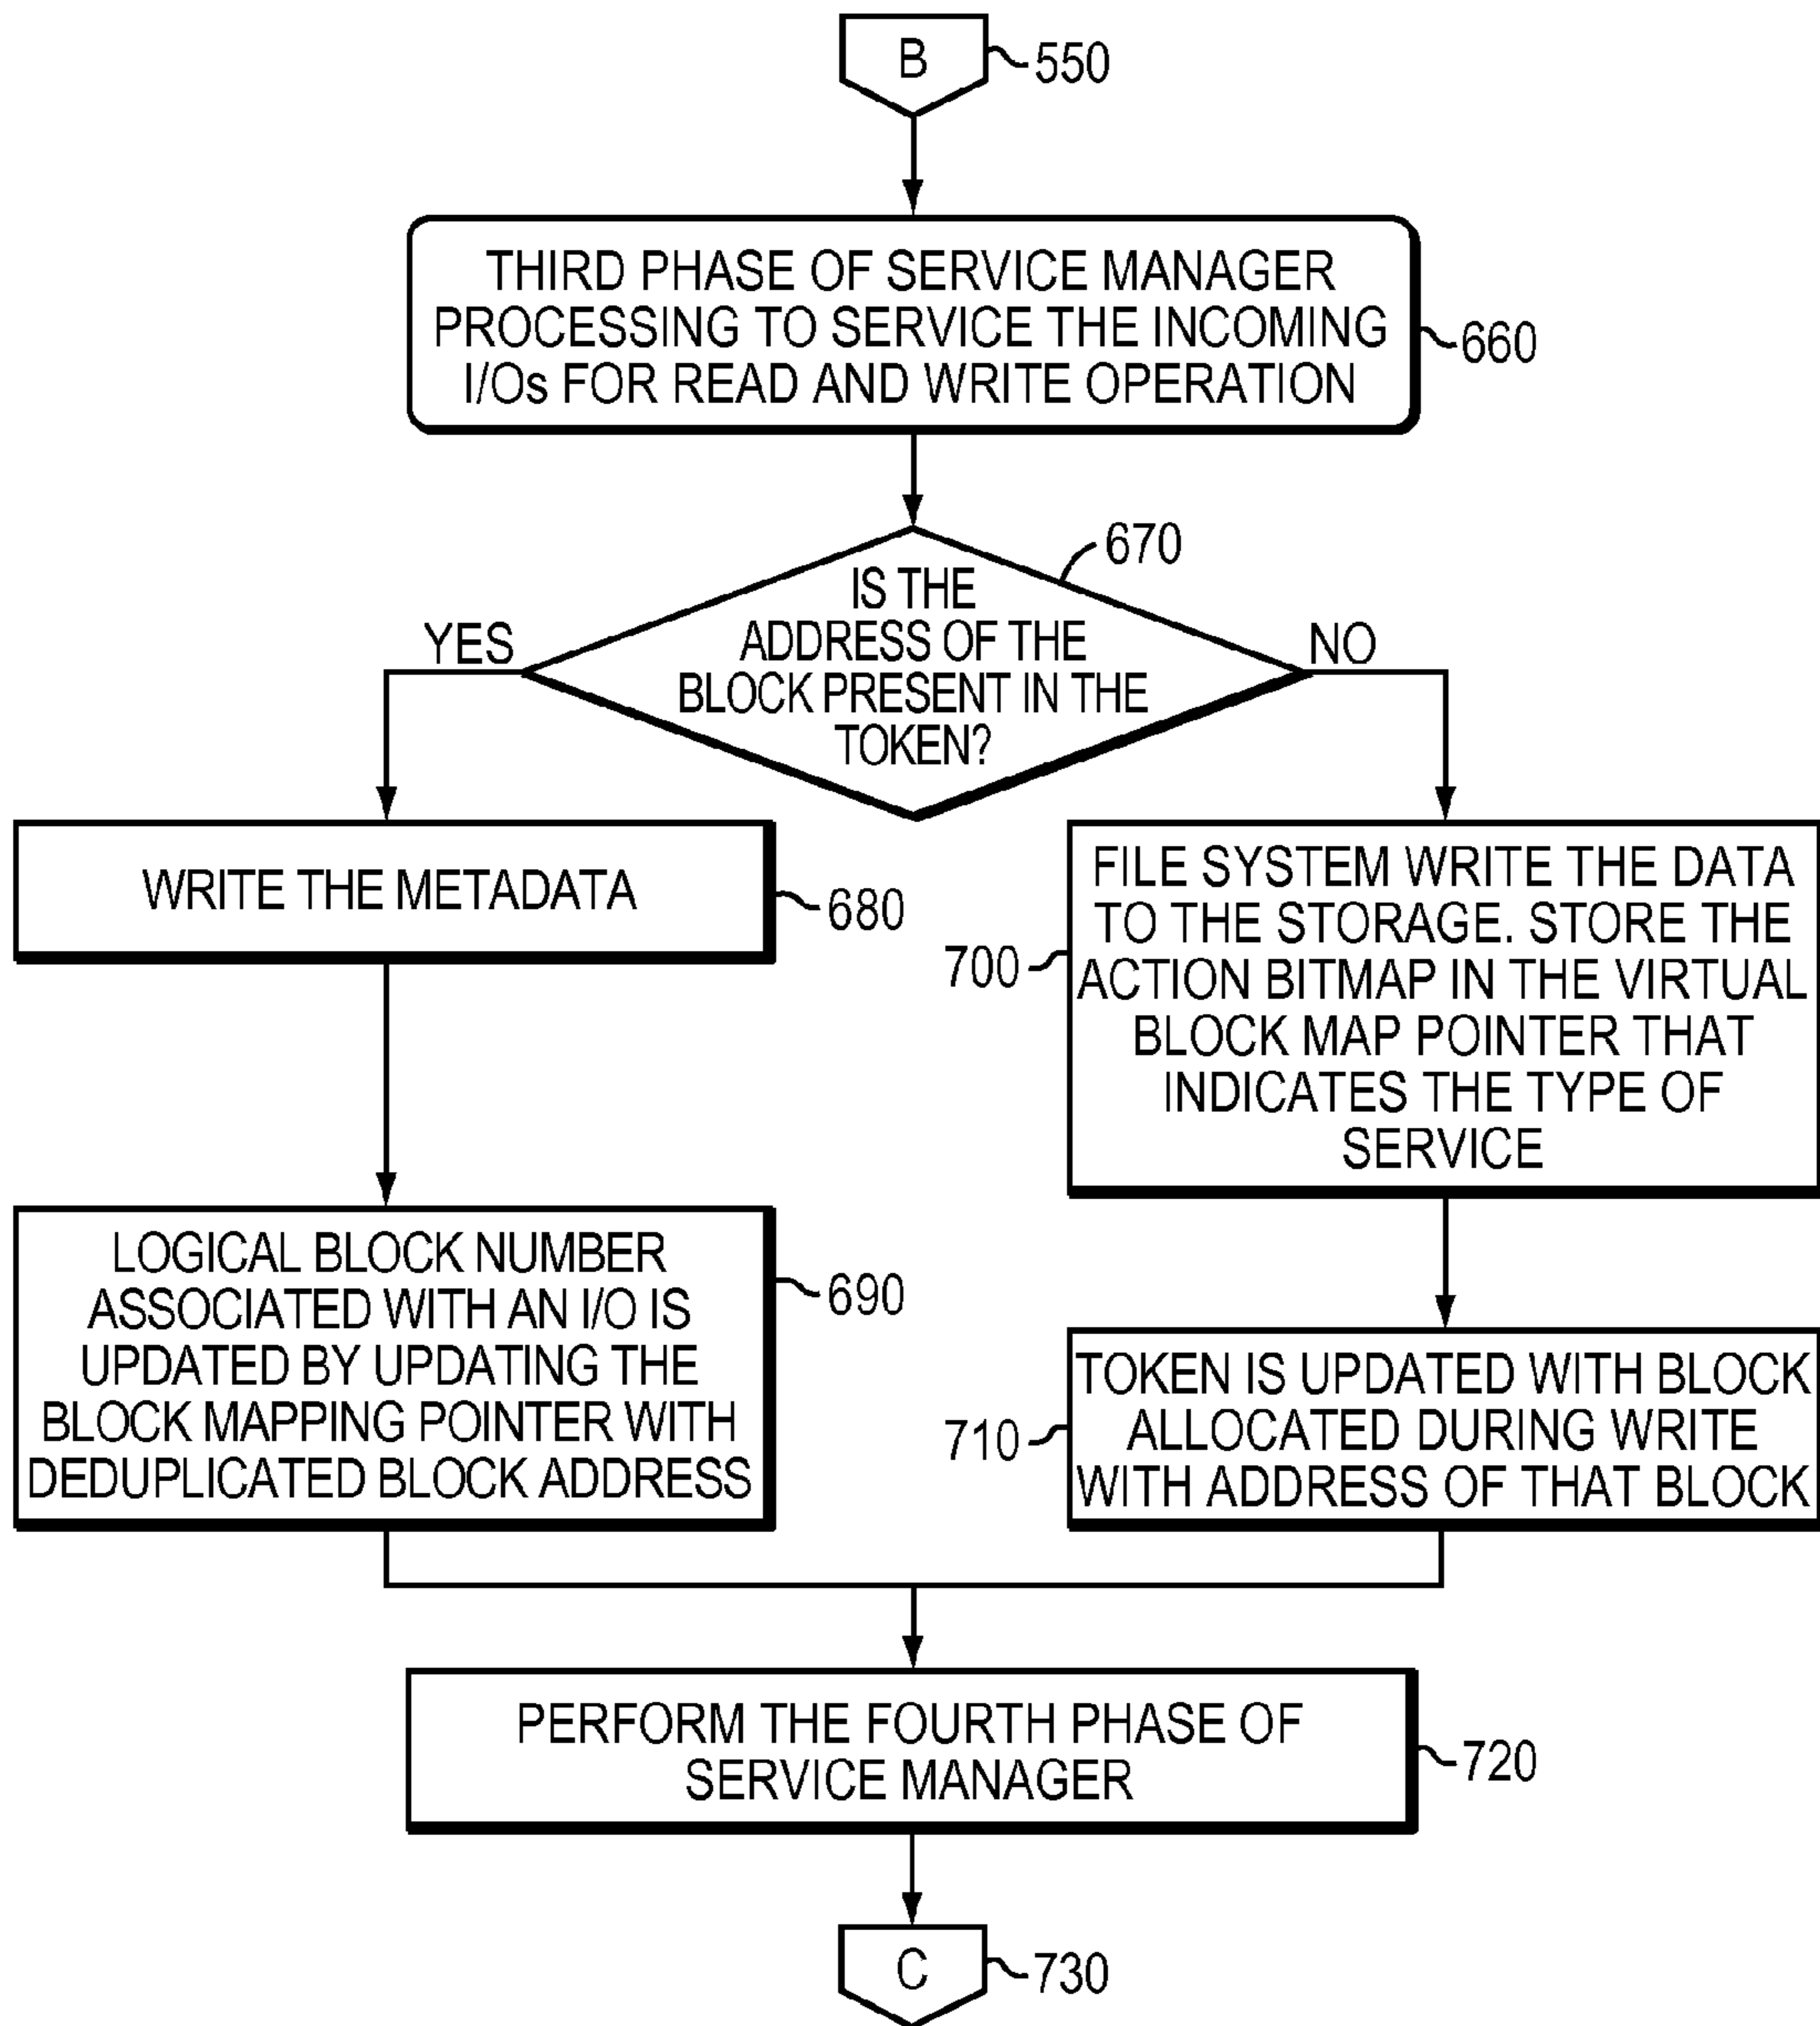 B
550
THIRD PHASE OF SERVICE MANAGER
PROCESSING TO SERVICE THE INCOMING
I/Os FOR READ AND WRITE OPERATION
660
670
IS THE
ADDRESS OF THE
BLOCK PRESENT IN THE
TOKEN?
YES
NO
WRITE THE METADATA
680
FILE SYSTEM WRITE THE DATA
TO THE STORAGE. STORE THE
ACTION BITMAP IN THE VIRTUAL
BLOCK MAP POINTER THAT
INDICATES THE TYPE OF
SERVICE
700
LOGICAL BLOCK NUMBER
ASSOCIATED WITH AN I/O IS
UPDATED BY UPDATING THE
BLOCK MAPPING POINTER WITH
DEDUPLICATED BLOCK ADDRESS
690
TOKEN IS UPDATED WITH BLOCK
ALLOCATED DURING WRITE
WITH ADDRESS OF THAT BLOCK
710
PERFORM THE FOURTH PHASE OF
SERVICE MANAGER
720
C
730